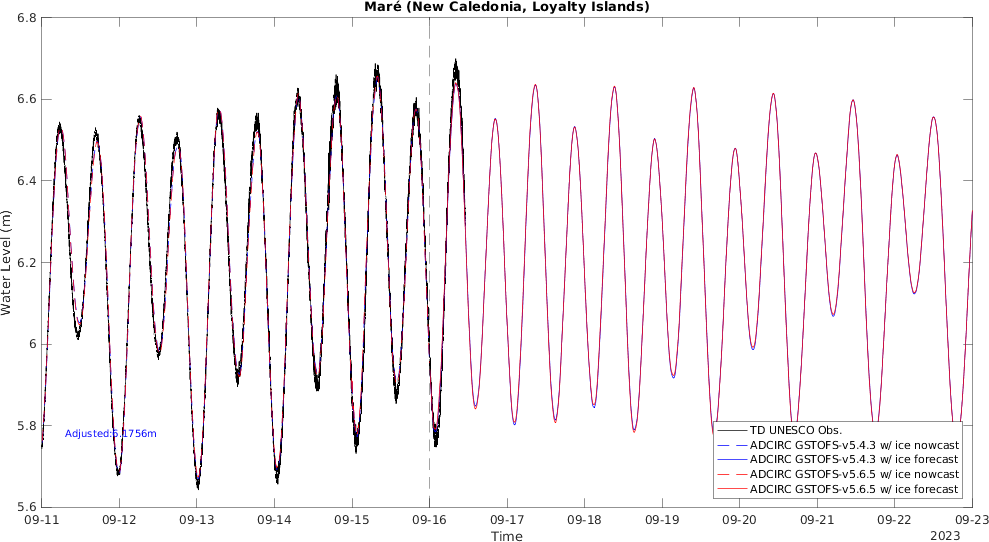 Maré (New Caledonia, Loyalty Islands)
Water Level (m)
6.8
6.6
6.4
6.2
6
5.8
5.6
Adjusted:6.1756m
TD UNESCO Obs.
ADCIRC GSTOFS-v5.4.3 w/ ice nowcast
ADCIRC GSTOFS-v5.4.3 w/ ice forecast
ADCIRC GSTOFS-v5.6.5 w/ ice nowcast
ADCIRC GSTOFS-v5.6.5 w/ ice forecast
09-11 09-12 09-13 09-14 09-15 09-16 09-17 09-18 09-19 09-20 09-21 09-22 09-23
Time
2023